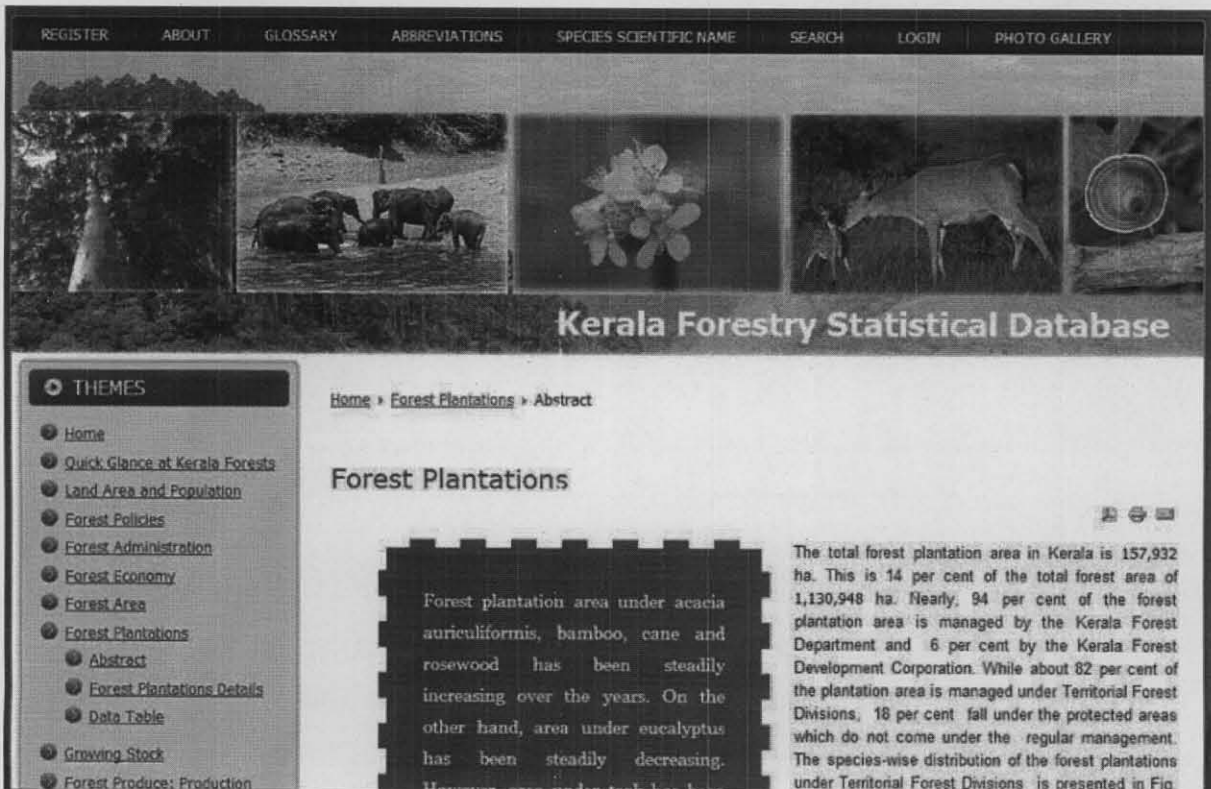 REGISTER ABOUT GLOSSARY ABBREVIATIONS SPECIES SCIENTIFIC NAME SEARCH LOGIN PHOTO GALLERY
Kerala Forestry Statistical Database
THEMES
Home
Quick Glance at Kerala Forests
Land Area and Population
Forest Policies
Forest Administration
Forest Economy
Forest Area
Forest Plantations
Abstract
Forest Plantations Details
Data Table
Growing Stock
Forest Produce: Production
Home › Forest Plantations › Abstract
Forest Plantations
Forest plantation area under acacia
auriculiformis, bamboo, cane and
rosewood has been steadily
increasing over the years. On the
other hand, area under eucalyptus
has been steadily decreasing.
However, area under teak has been
The total forest plantation area in Kerala is 157,932
ha. This is 14 per cent of the total forest area of
1,130,948 ha. Nearly, 94 per cent of the forest
plantation area is managed by the Kerala Forest
Department and 6 per cent by the Kerala Forest
Development Corporation. While about 82 per cent of
the plantation area is managed under Territorial Forest
Divisions, 18 per cent fall under the protected areas
which do not come under the regular management.
The species-wise distribution of the forest plantations
under Territorial Forest Divisions is presented in Fig